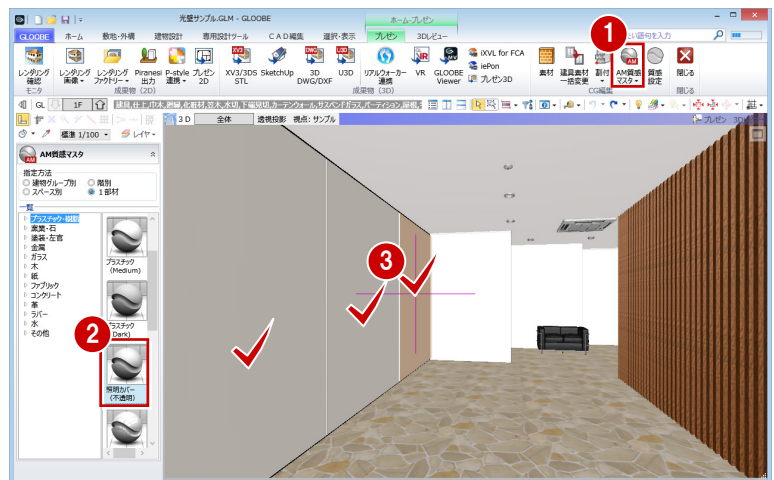 光壁サンプル.GLM - GLOOBE
ホーム-プレゼン
GLOOBE ホーム 敷地・外構 建物設計 専用設計ツール CAD編集 選択・表示 プレゼン 3Dレビュー
い語句を入力
レンダリング確認 レンダリング画像 レンダリングファクトリー Piranesi出力 P-style連携 プレゼン2D XV3/3DS STL SketchUp 3D DWG/DXF U3D リアルウォーカー連携 VR GLOOBE Viewer iXVL for FCA iePon プレゼン3D 素材 建具素材一括変更 割付 AM質感マスタ 質感設定 閉じる
モニタ 成果物 (2D) 成果物 (3D) CG編集 閉じる
GL 1F
標準 1/100 レイヤ
3D 全体 透視投影 視点: サンプル
プレゼン 3D
AM質感マスタ
指定方法
建物グループ別 階別
スペース別 1部材
一覧
プラスチック・樹脂
窯業・石
塗装・左官
金属
ガラス
木
紙
ファブリック
コンクリート
革
ラバー
水
その他
プラスチック
(Medium)
プラスチック
Dark)
照明カバー
(不透明)
1
2
3